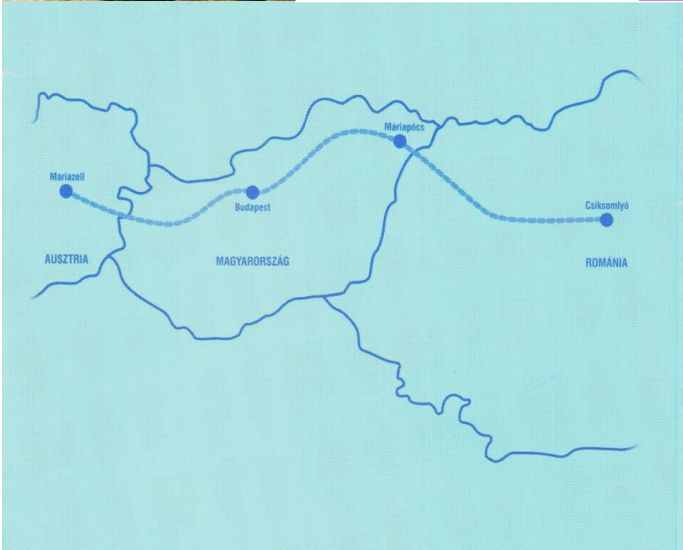 Máriapócs
Mariazell
Budapest
Csíksomlyó
AUSZTRIA
MAGYARORSZÁG
ROMÁNIA